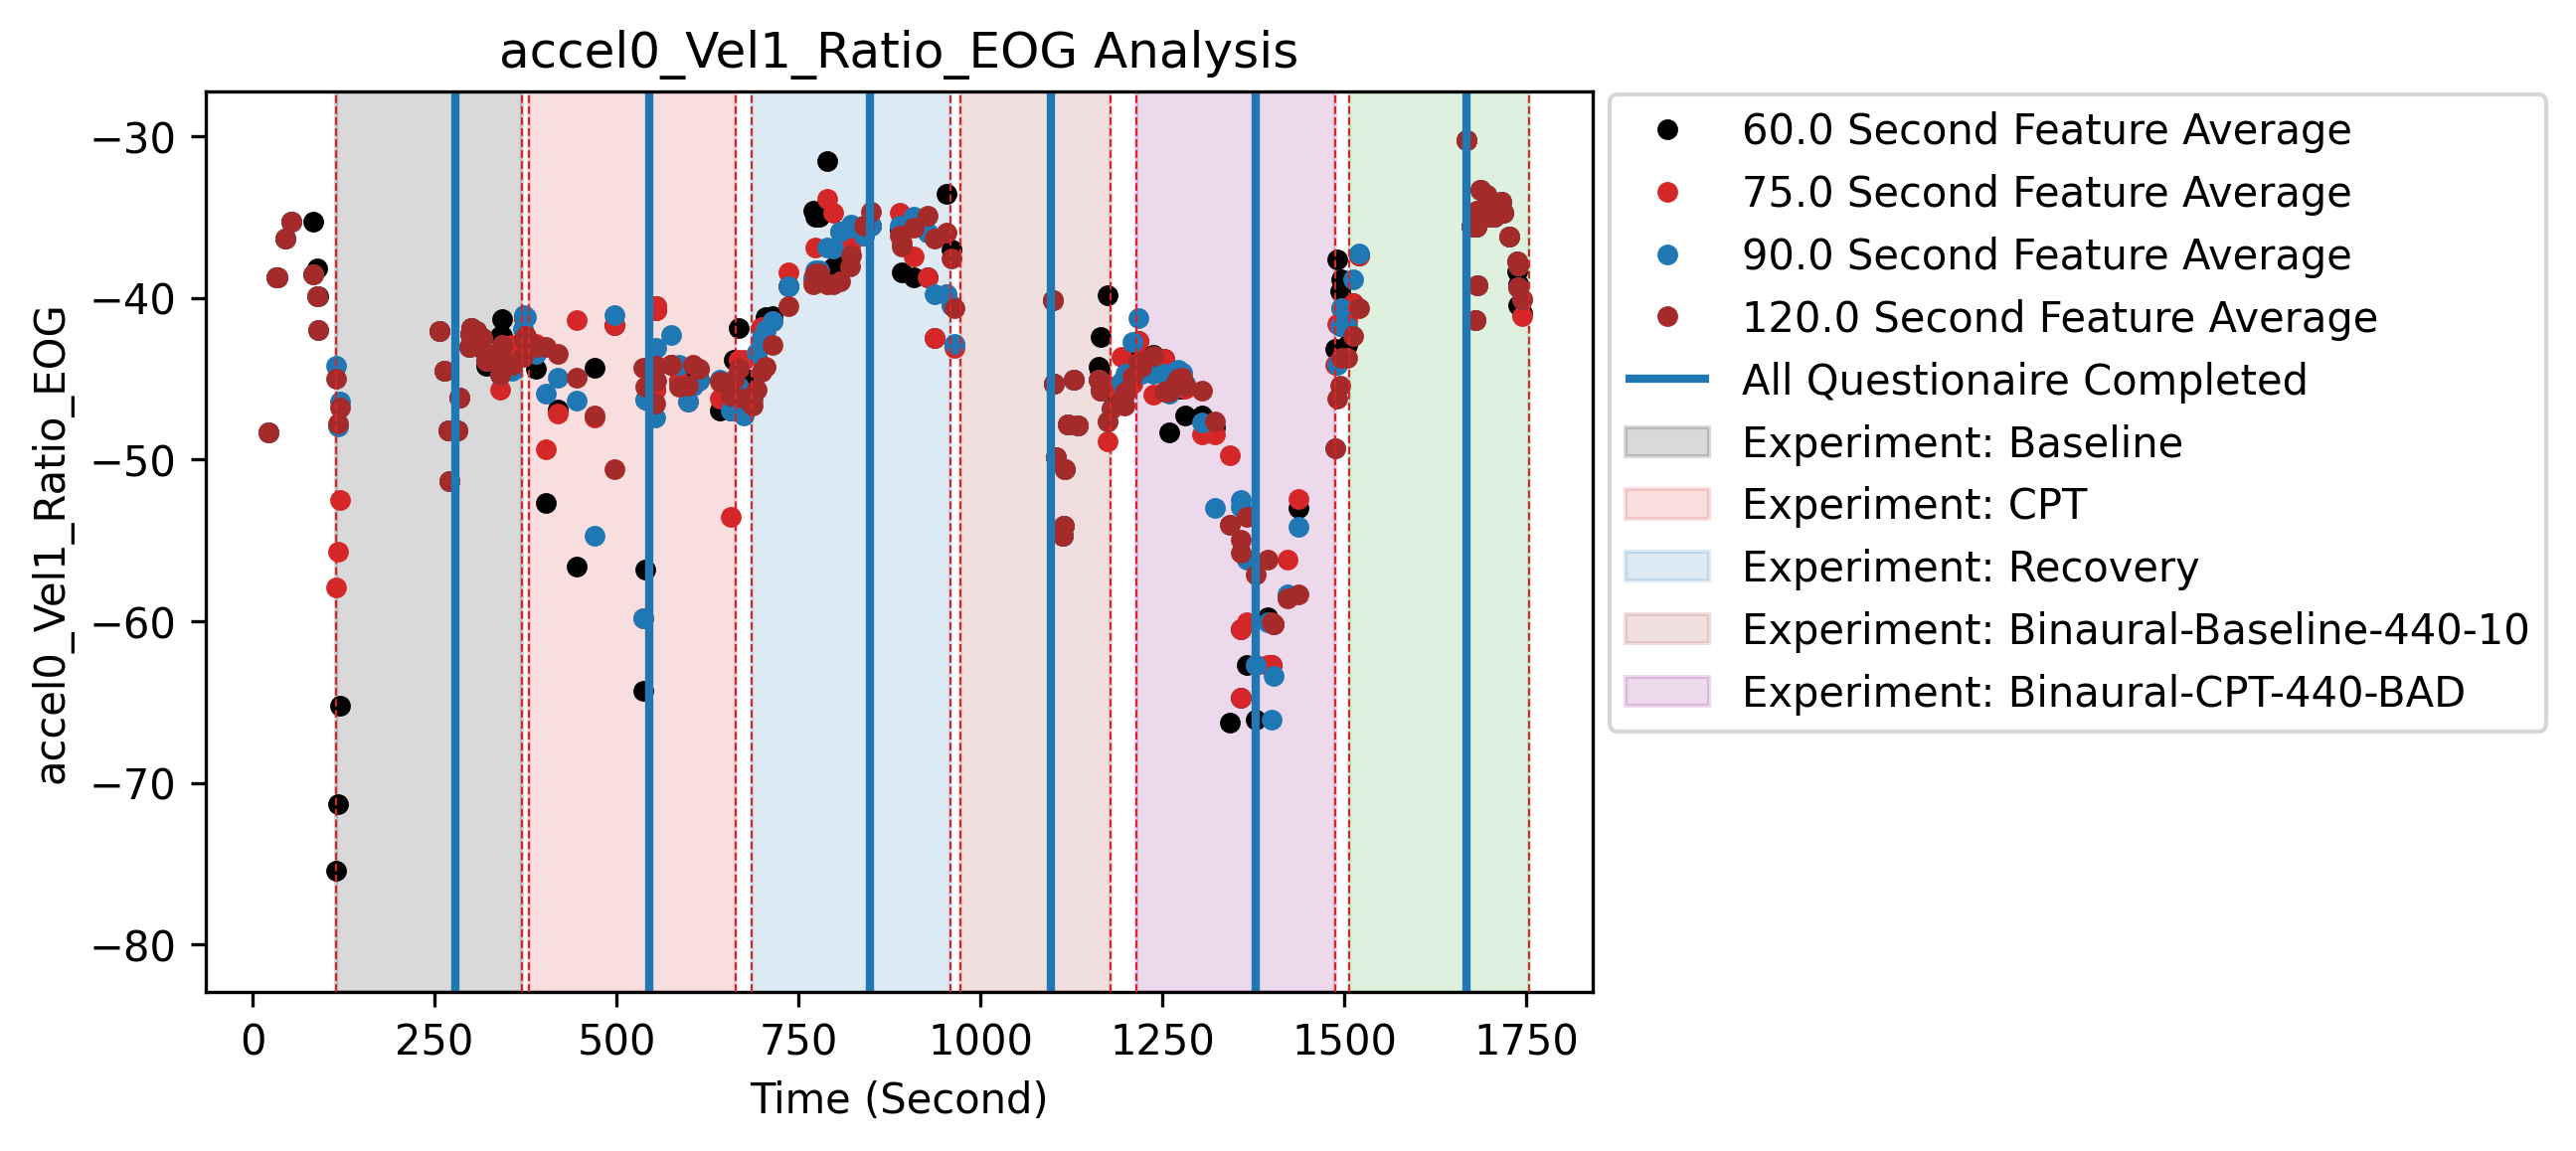 accel0_Vel1_Ratio_EOG Analysis
accel0_Vel1_Ratio_EOG
−30
−40
−50
−60
−70
−80
0
250
500
750
1000
1250
1500
1750
Time (Second)
60.0 Second Feature Average
75.0 Second Feature Average
90.0 Second Feature Average
120.0 Second Feature Average
All Questionaire Completed
Experiment: Baseline
Experiment: CPT
Experiment: Recovery
Experiment: Binaural-Baseline-440-10
Experiment: Binaural-CPT-440-BAD